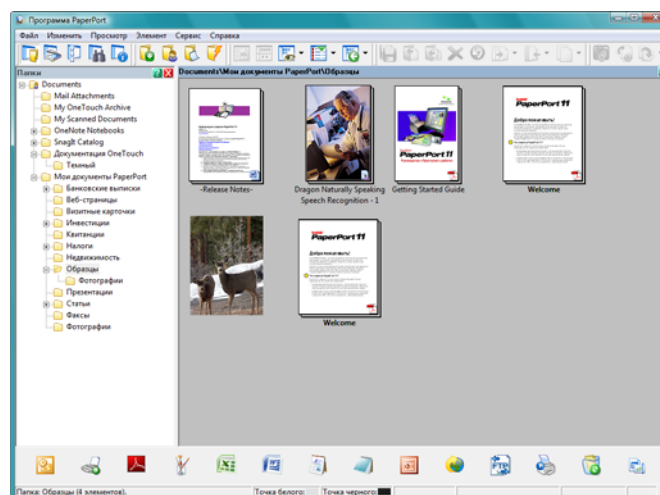 Программа PaperPort
Файл Изменить Просмотр Элемент Сервис Справка
Папки
Documents\Мои документы PaperPort\Образцы
Documents
Mail Attachments
My OneTouch Archive
My Scanned Documents
OneNote Notebooks
SnagIt Catalog
Документация OneTouch
Темный
Мои документы PaperPort
Банковские выписки
Веб-страницы
Визитные карточки
Инвестиции
Квитанции
Налоги
Недвижимость
Образцы
Фотографии
Презентации
Статьи
Факсы
Фотографии
-Release Notes-
Dragon Naturally Speaking
Speech Recognition - 1
Getting Started Guide
PaperPort 11
PaperPort 11
Добро пожаловать!
Welcome
PaperPort 11
Добро пожаловать!
Welcome
FTP
Папка: Образцы (4 элементов).
Точка белого:
Точка черного: